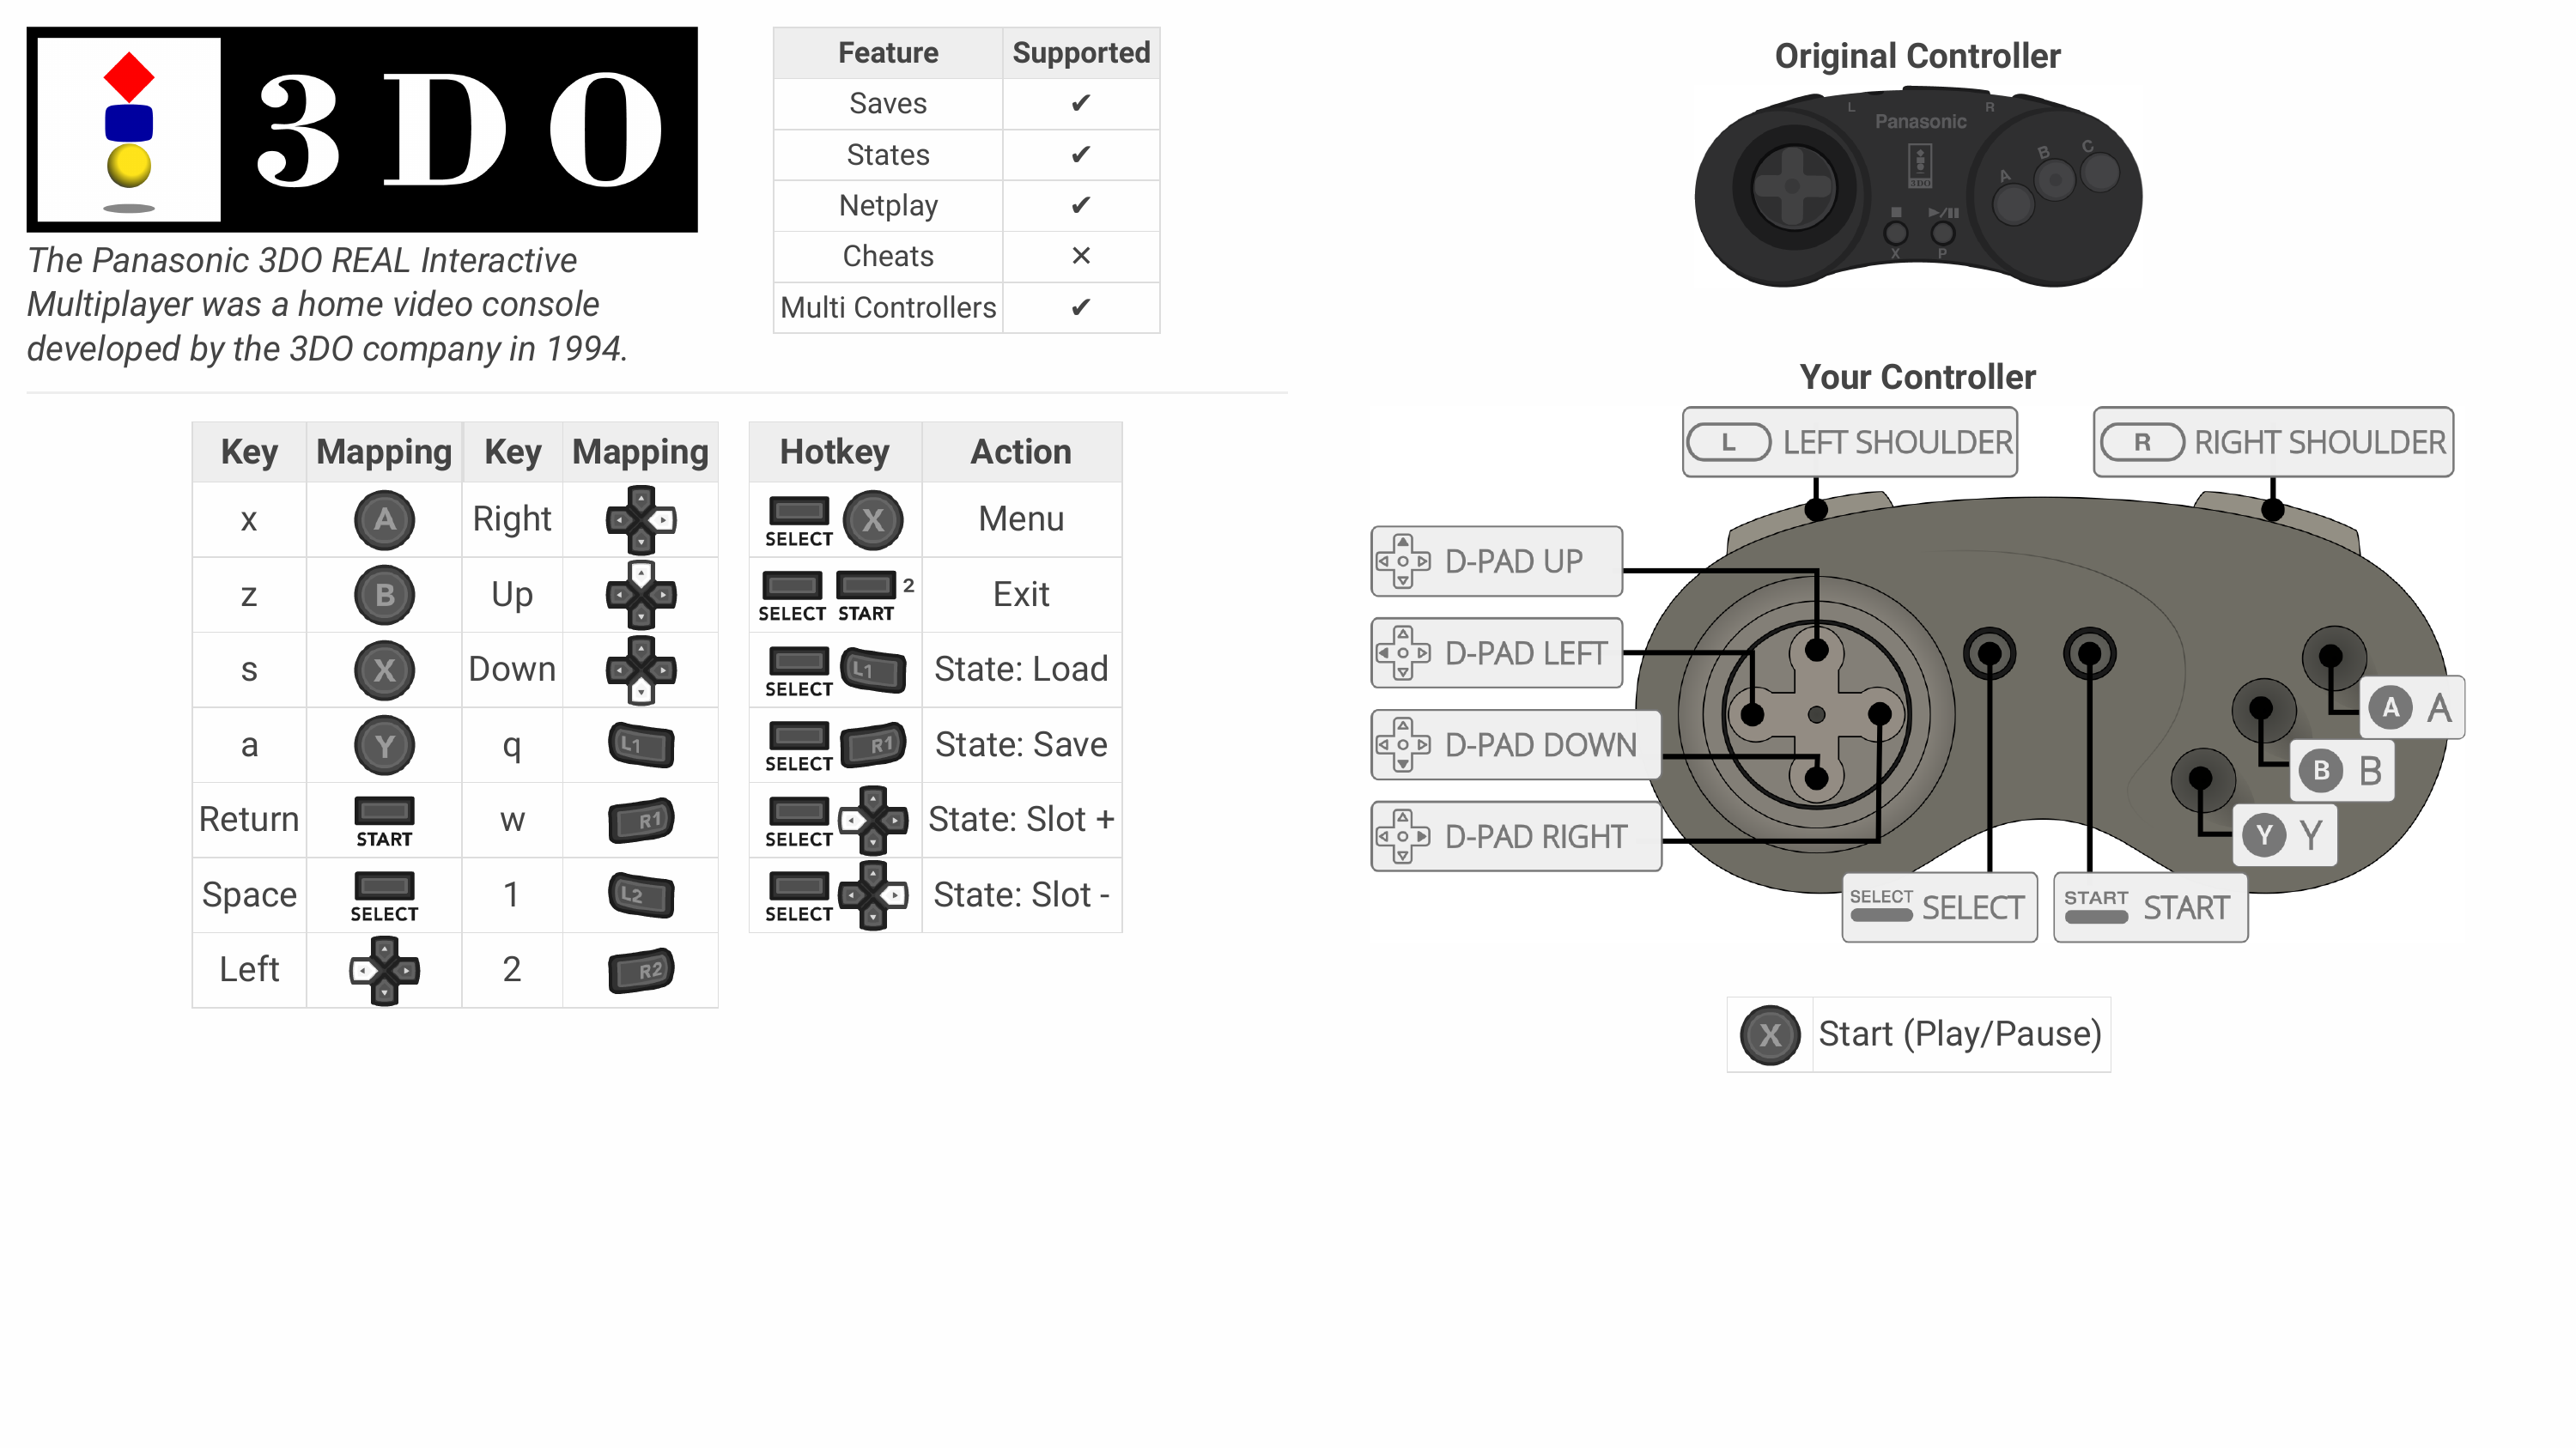 3DO
The Panasonic 3DO REAL Interactive
Multiplayer was a home video console
developed by the 3DO company in 1994.
Feature Supported
Saves ✔
States ✔
Netplay ✔
Cheats ✕
Multi Controllers ✔
Key Mapping Key Mapping
x A Right
z B Up
s X Down
a Y q L1
Return START w R1
Space SELECT 1 L2
Left 2 R2
Hotkey Action
SELECT X Menu
SELECT START 2 Exit
SELECT L1 State: Load
SELECT R1 State: Save
SELECT State: Slot +
SELECT State: Slot -
Original Controller
L R
Panasonic
3DO
A B C
X P
Your Controller
L LEFT SHOULDER
R RIGHT SHOULDER
D-PAD UP
D-PAD LEFT
D-PAD DOWN
D-PAD RIGHT
A A
B B
Y Y
SELECT SELECT
START START
X Start (Play/Pause)